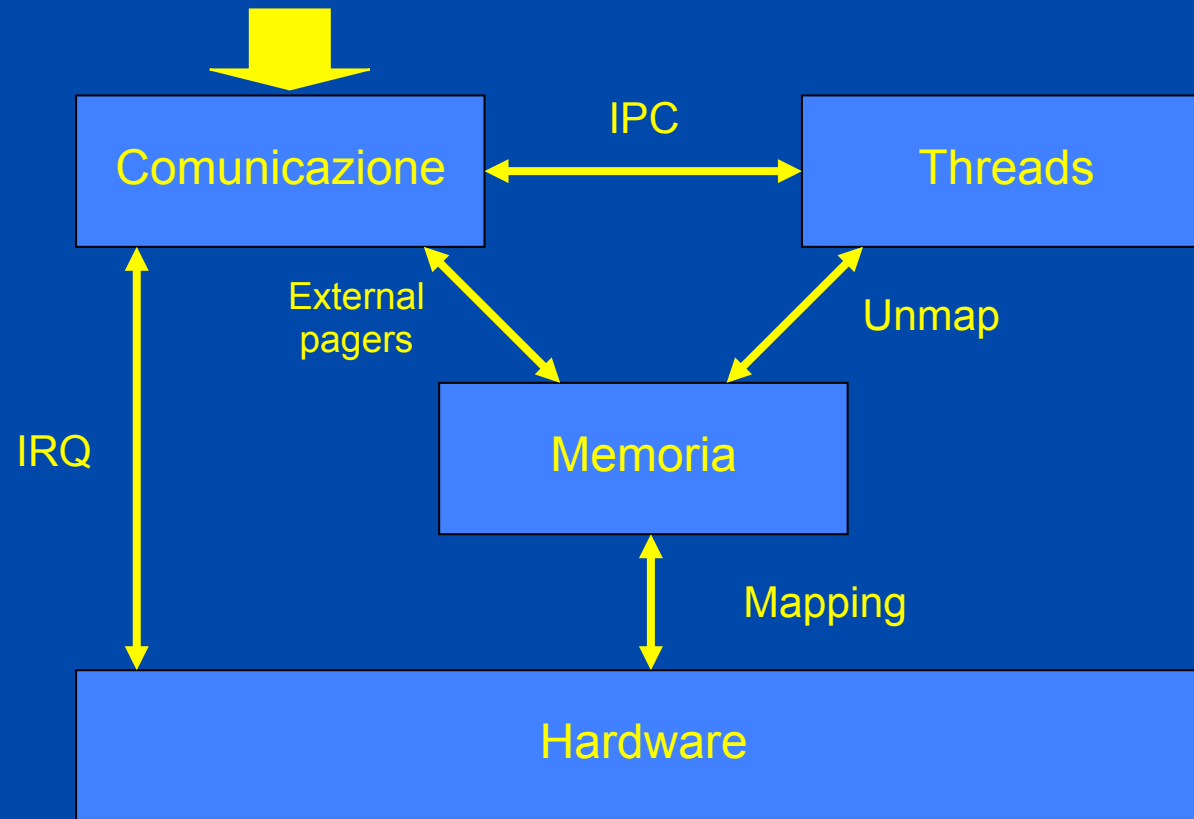 IPC
Comunicazione
Threads
External
pagers
Unmap
IRQ
Memoria
Mapping
Hardware